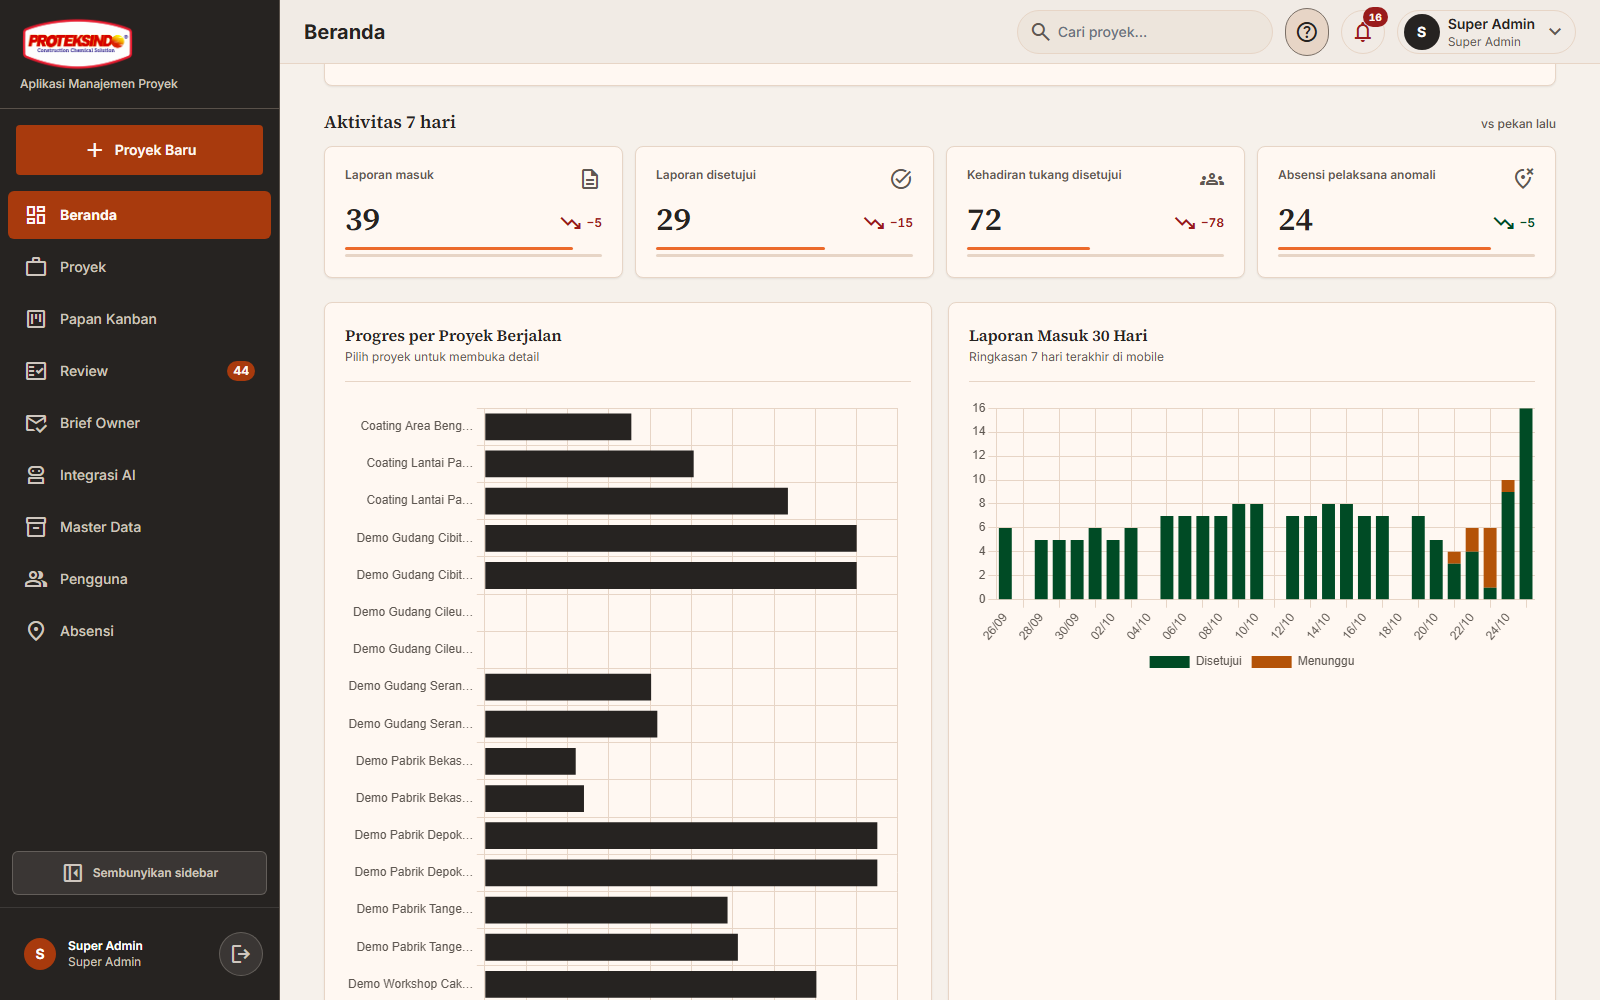 PROTEKSINDO
Construction Chemical Solution
Aplikasi Manajemen Proyek
Proyek Baru
Beranda
Proyek
Papan Kanban
Review
44
Brief Owner
Integrasi AI
Master Data
Pengguna
Absensi
Sembunyikan sidebar
S
Super Admin
Super Admin
Beranda
Cari proyek...
16
S
Super Admin
Super Admin
Aktivitas 7 hari
vs pekan lalu
Laporan masuk
39
−5
Laporan disetujui
29
−15
Kehadiran tukang disetujui
72
−78
Absensi pelaksana anomali
24
−5
Progres per Proyek Berjalan
Pilih proyek untuk membuka detail
Coating Area Beng…
Coating Lantai Pa…
Coating Lantai Pa…
Demo Gudang Cibit…
Demo Gudang Cibit…
Demo Gudang Cileu…
Demo Gudang Cileu…
Demo Gudang Seran…
Demo Gudang Seran…
Demo Pabrik Bekas…
Demo Pabrik Bekas…
Demo Pabrik Depok…
Demo Pabrik Depok…
Demo Pabrik Tange…
Demo Pabrik Tange…
Demo Workshop Cak…
Laporan Masuk 30 Hari
Ringkasan 7 hari terakhir di mobile
16
14
12
10
8
6
4
2
0
26/09
28/09
30/09
02/10
04/10
06/10
08/10
10/10
12/10
14/10
16/10
18/10
20/10
22/10
24/10
Disetujui
Menunggu